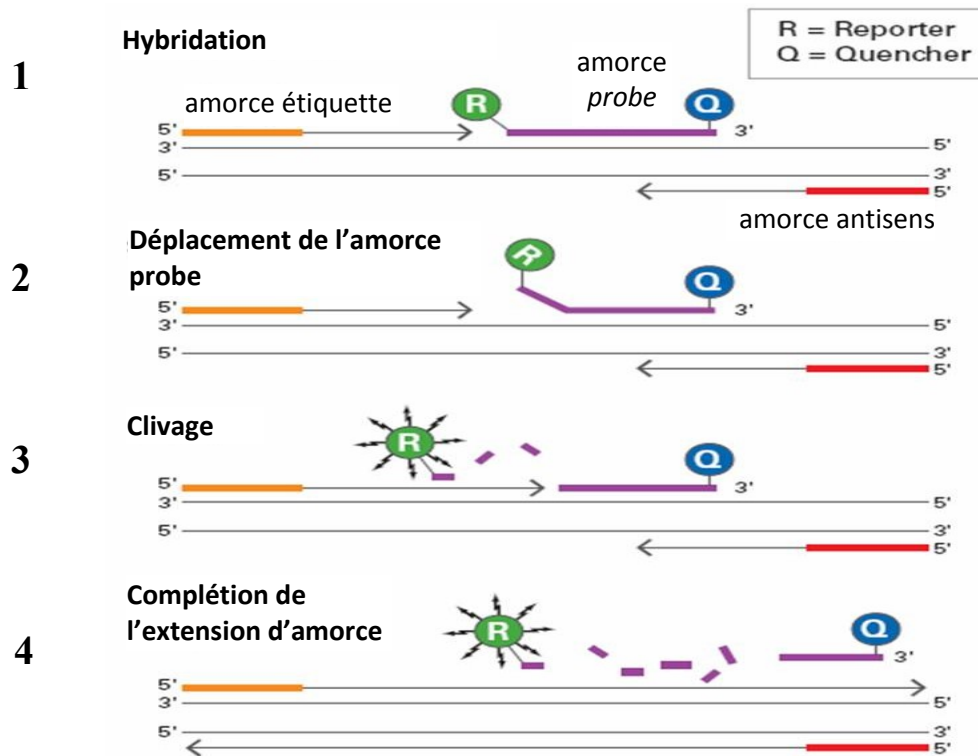 R = Reporter
Q = Quencher
1
Hybridation
amorce étiquette
amorce
probe
R
Q
5'
3'
3'
5'
5'
3'
5'
amorce antisens
2
Déplacement de l’amorce
probe
R
Q
5'
3'
3'
5'
5'
3'
5'
3
Clivage
R
Q
5'
3'
3'
5'
5'
3'
5'
4
Complétion de
l’extension d’amorce
R
Q
3'
5'
3'
5'
5'
3'
5'